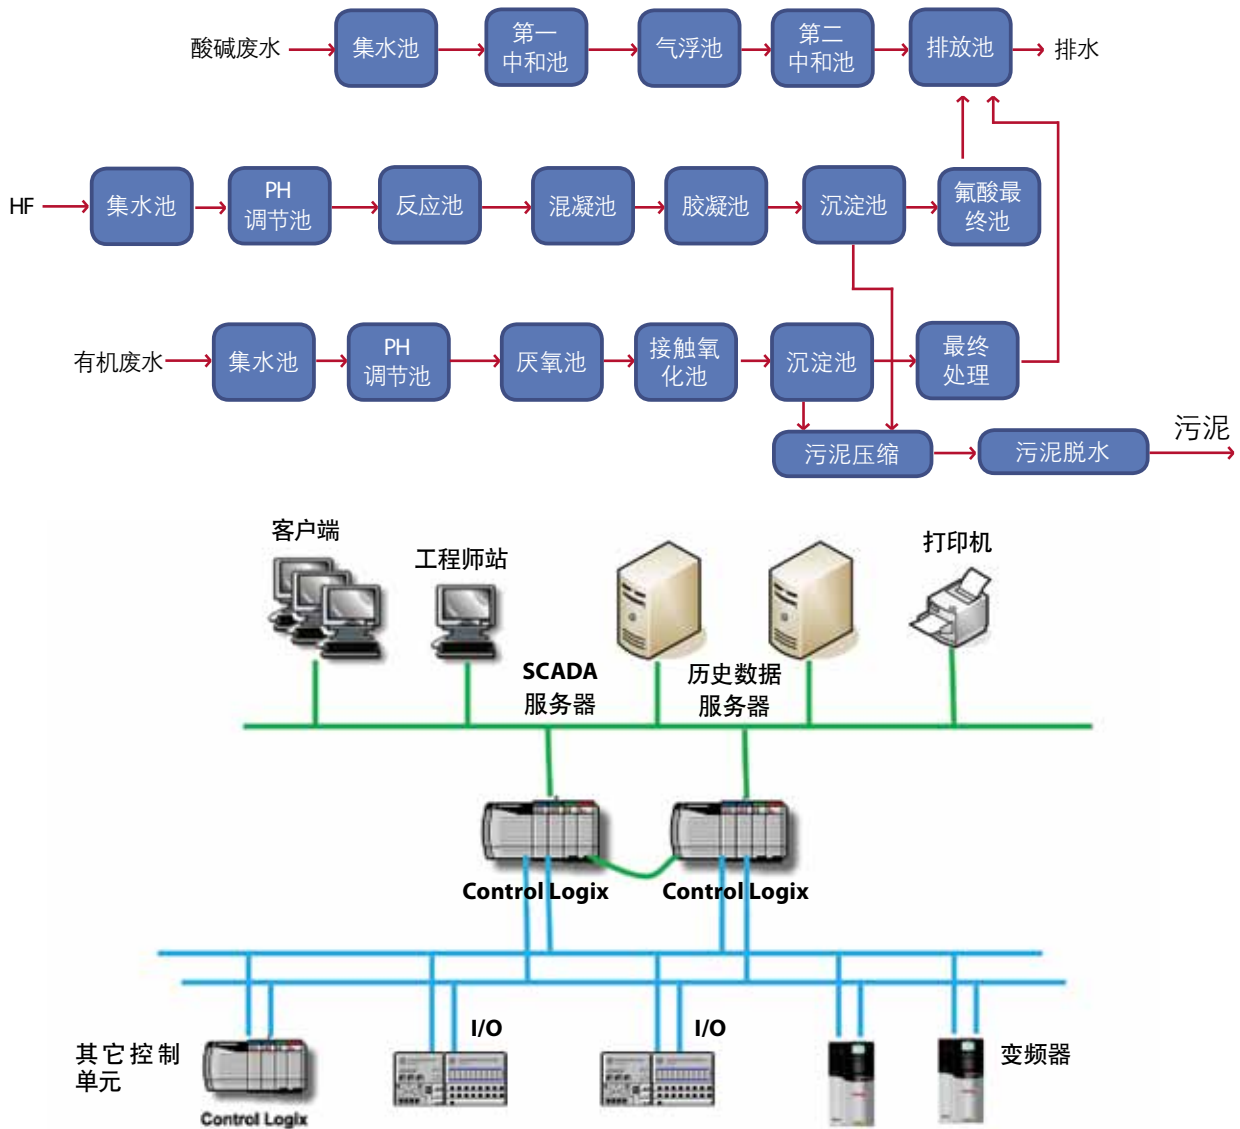 酸碱废水
集水池
第一
中和池
气浮池
第二
中和池
排放池
排水
HF
集水池
PH
调节池
反应池
混凝池
胶凝池
沉淀池
氟酸最
终池
有机废水
集水池
PH
调节池
厌氧池
接触氧
化池
沉淀池
最终
处理
污泥压缩
污泥脱水
污泥
客户端
工程师站
打印机
SCADA
服务器
历史数据
服务器
Control Logix
Control Logix
I/O
I/O
其它控制
单元
变频器
Control Logix